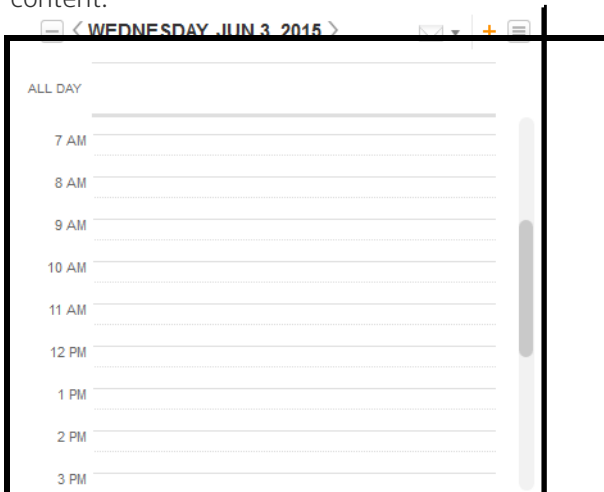 content.
WEDNESDAY, JUN 3, 2015
ALL DAY
7 AM
8 AM
9 AM
10 AM
11 AM
12 PM
1 PM
2 PM
3 PM